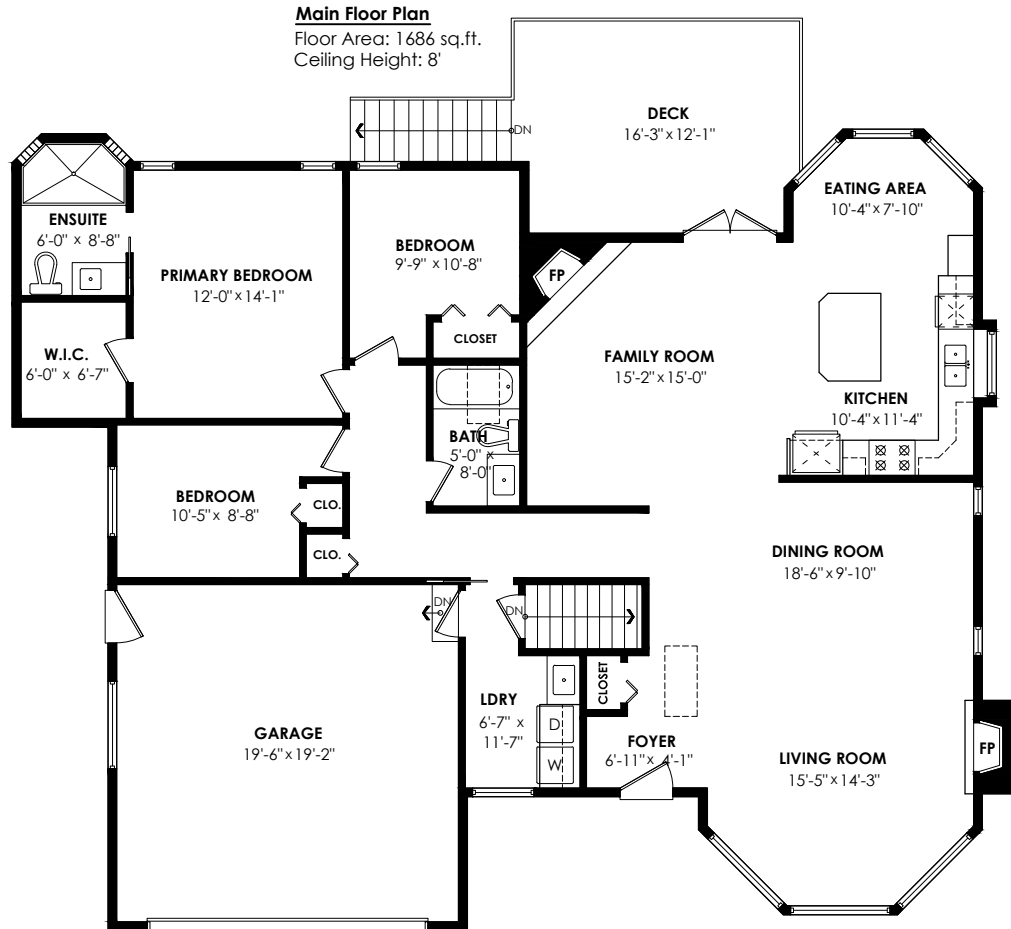 Main Floor Plan
Floor Area: 1686 sq.ft.
Ceiling Height: 8'
DECK
16'-3" x 12'-1"
DN
EATING AREA
10'-4" x 7'-10"
ENSUITE
6'-0" x 8'-8"
PRIMARY BEDROOM
12'-0" x 14'-1"
BEDROOM
9'-9" x 10'-8"
FP
CLOSET
W.I.C.
6'-0" x 6'-7"
FAMILY ROOM
15'-2" x 15'-0"
KITCHEN
10'-4" x 11'-4"
BATH
5'-0" x
8'-0"
BEDROOM
10'-5" x 8'-8"
CLO.
CLO.
DINING ROOM
18'-6" x 9'-10"
DN
DN
CLOSET
LDRY
6'-7" x
11'-7"
D
W
GARAGE
19'-6" x 19'-2"
FOYER
6'-11" x 4'-1"
LIVING ROOM
15'-5" x 14'-3"
FP